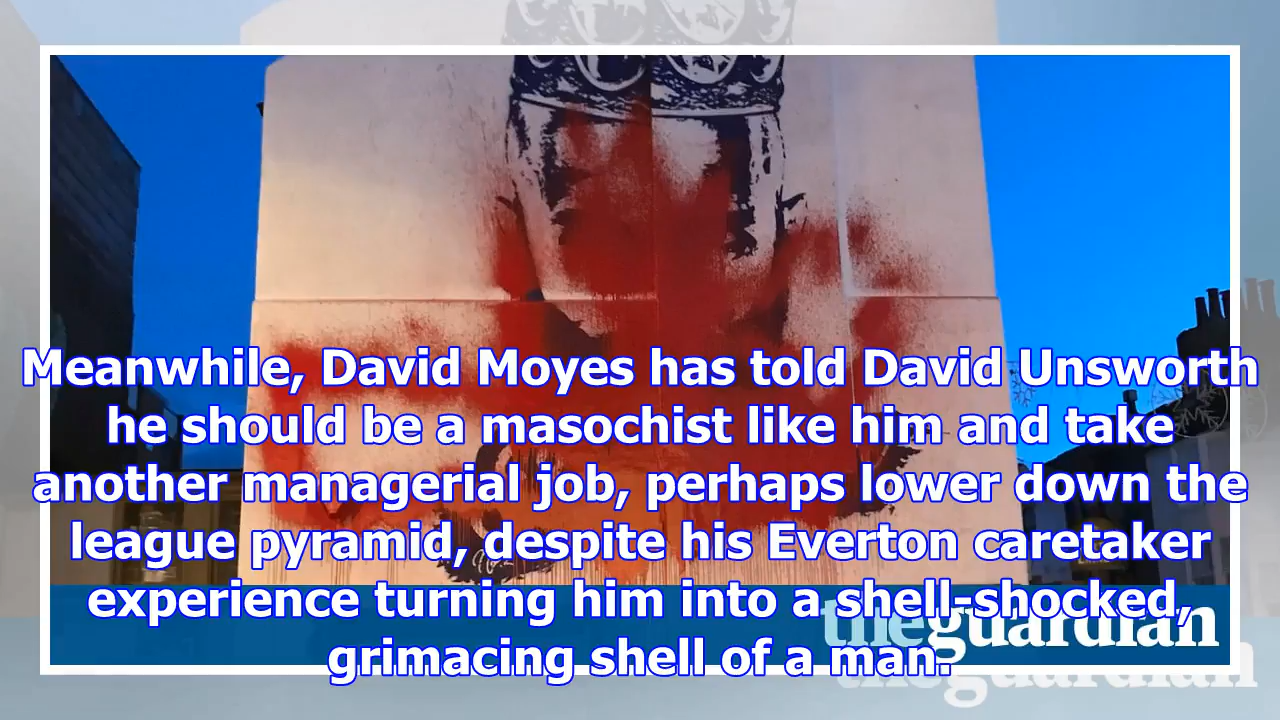 Meanwhile, David Moyes has told David Unsworth
he should be a masochist like him and take
another managerial job, perhaps lower down the
league pyramid, despite his Everton caretaker
experience turning him into a shell-shocked,
grimacing shell of a man.
theguardian
theguardian